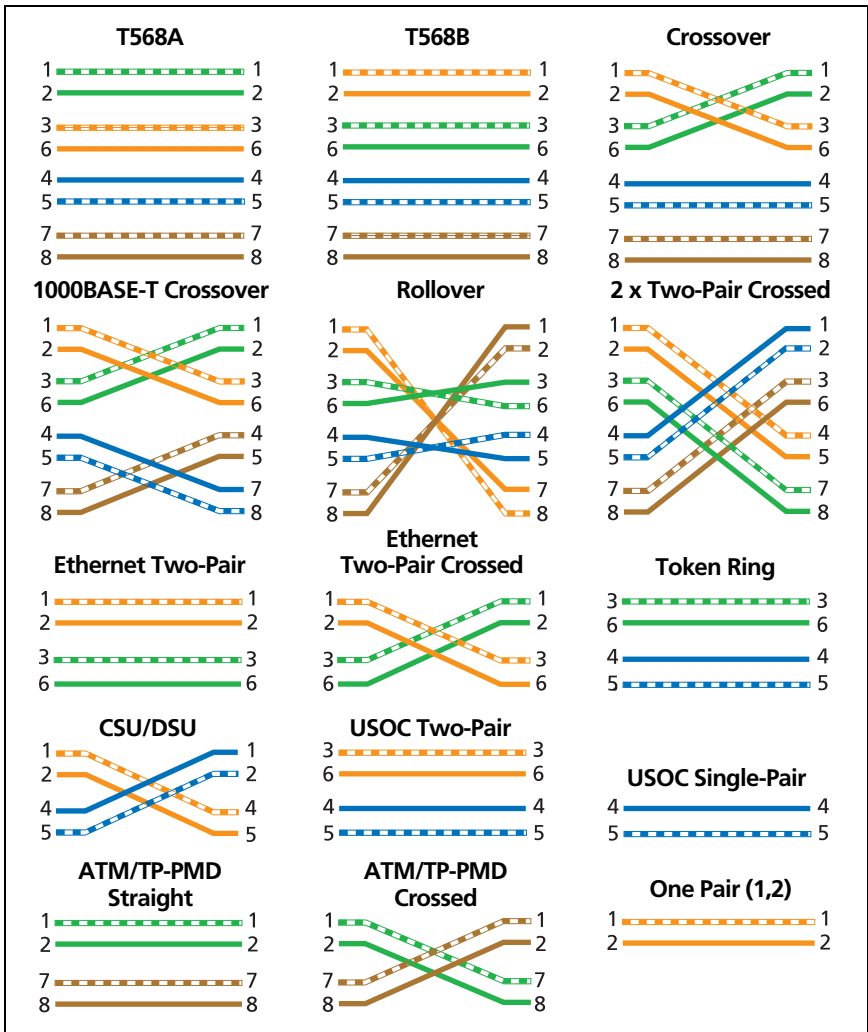 T568A T568B Crossover
1 1 1 1 1 1
2 2 2 2 2 2
3 3 3 3 3 3
6 6 6 6 6 6
4 4 4 4 4 4
5 5 5 5 5 5
7 7 7 7 7 7
8 8 8 8 8 8
1000BASE-T Crossover Rollover 2 x Two-Pair Crossed
1 1 1 1 1 1
2 2 2 2 2 2
3 3 3 3 3 3
6 6 6 6 6 6
4 4 4 4 4 4
5 5 5 5 5 5
7 7 7 7 7 7
8 8 8 8 8 8
Ethernet Two-Pair
Ethernet
Two-Pair Crossed
Token Ring
1 1 1 1 3 3
2 2 2 2 6 6
3 3 3 3 4 4
6 6 6 6 5 5
CSU/DSU USOC Two-Pair
USOC Single-Pair
1 1 3 3
2 2 6 6
4 4 4 4 4 4
5 5 5 5 5 5
ATM/TP-PMD
Straight
ATM/TP-PMD
Crossed
One Pair (1,2)
1 1 1 1 1 1
2 2 2 2 2 2
7 7 7 7
8 8 8 8